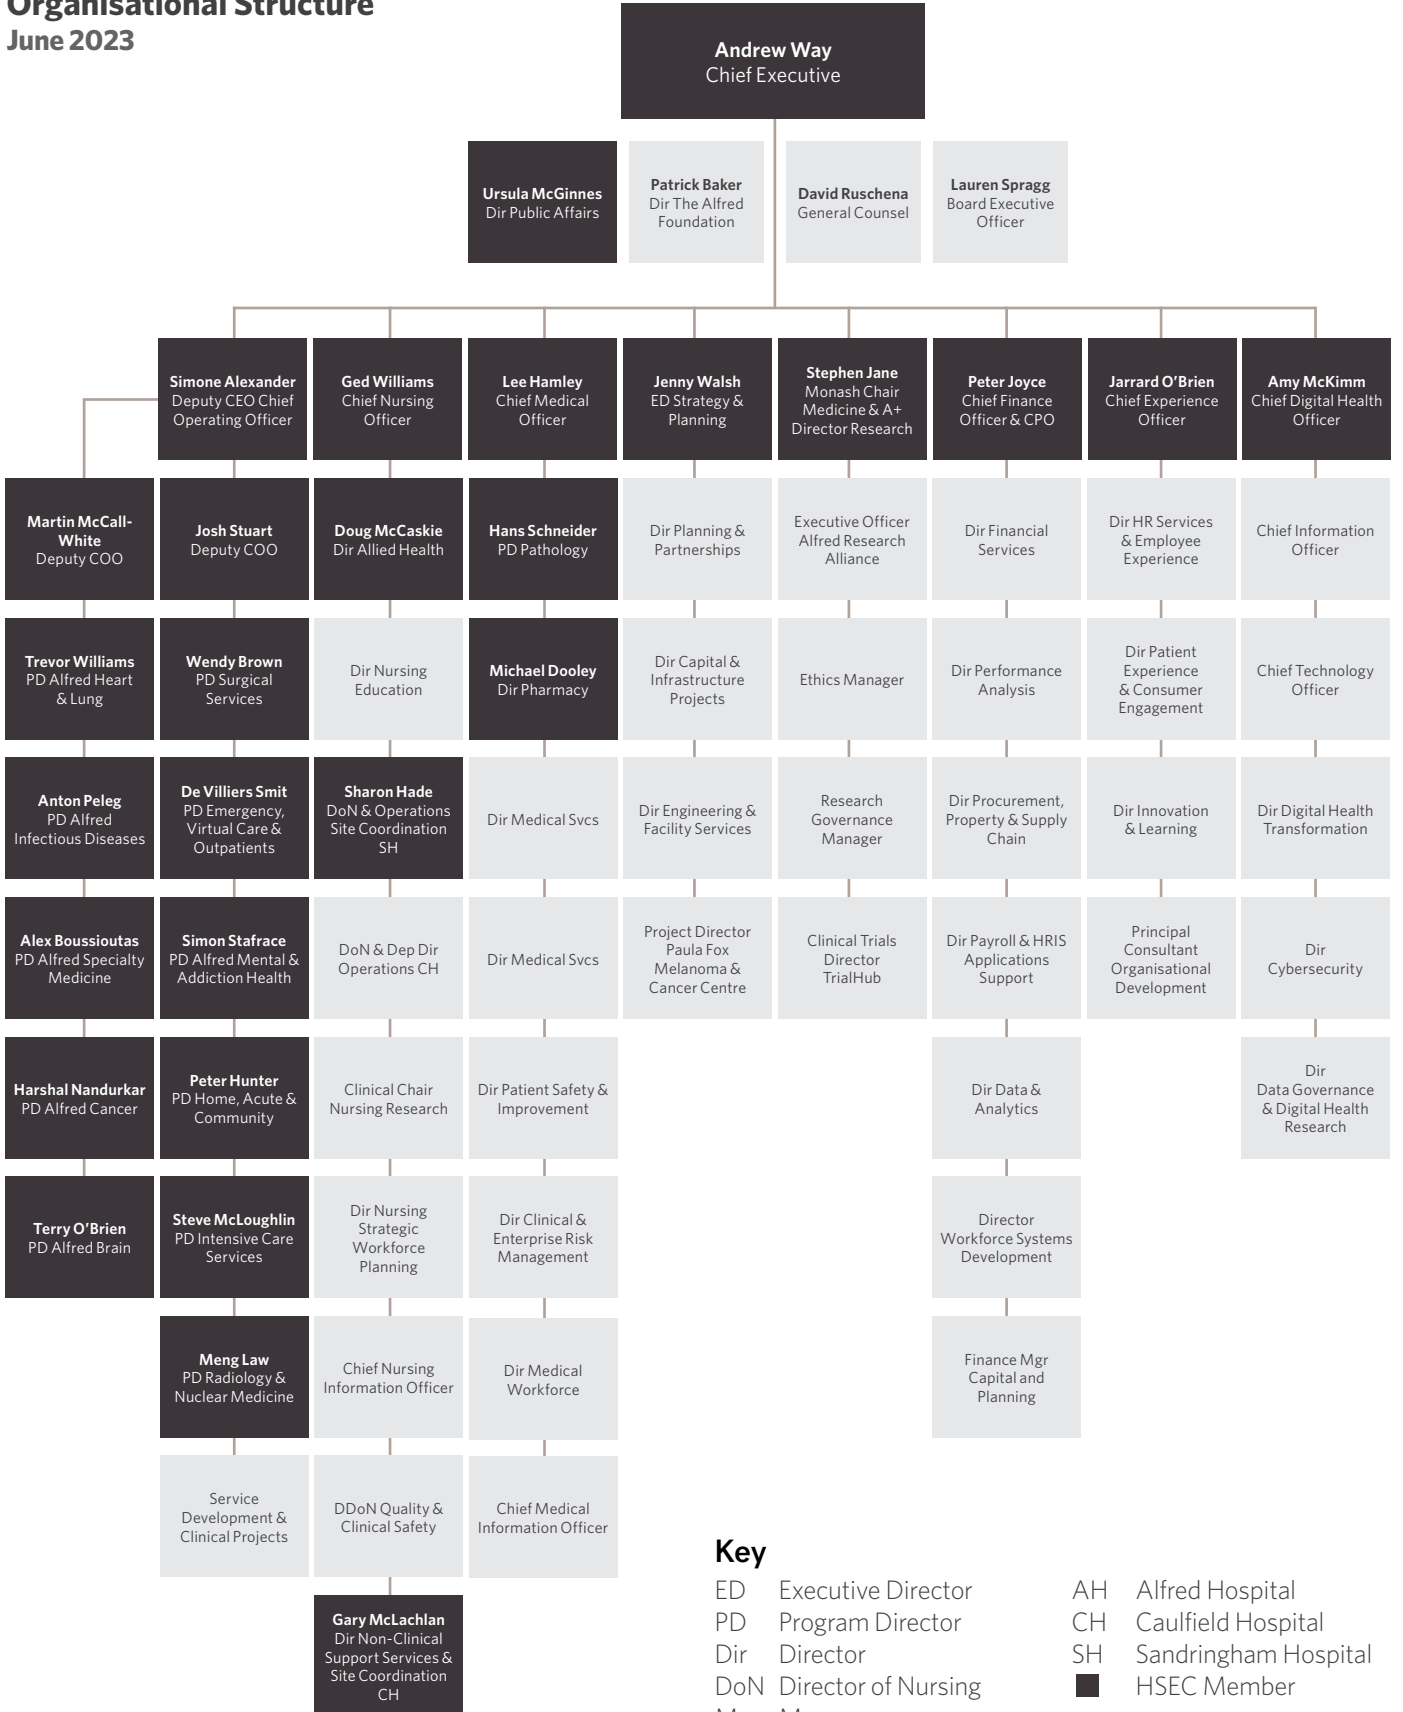 Organisational Structure
June 2023
Andrew Way
Chief Executive
Ursula McGinnes
Dir Public Affairs
Patrick Baker
Dir The Alfred
Foundation
David Ruschena
General Counsel
Lauren Spragg
Board Executive
Officer
Simone Alexander
Deputy CEO Chief
Operating Officer
Ged Williams
Chief Nursing
Officer
Lee Hamley
Chief Medical
Officer
Jenny Walsh
ED Strategy &
Planning
Stephen Jane
Monash Chair
Medicine & A+
Director Research
Peter Joyce
Chief Finance
Officer & CPO
Jarrard O'Brien
Chief Experience
Officer
Amy McKimm
Chief Digital Health
Officer
Martin McCall-
White
Deputy COO
Josh Stuart
Deputy COO
Doug McCaskie
Dir Allied Health
Hans Schneider
PD Pathology
Dir Planning &
Partnerships
Executive Officer
Alfred Research
Alliance
Dir Financial
Services
Dir HR Services
& Employee
Experience
Chief Information
Officer
Trevor Williams
PD Alfred Heart
& Lung
Wendy Brown
PD Surgical
Services
Dir Nursing
Education
Michael Dooley
Dir Pharmacy
Dir Capital &
Infrastructure
Projects
Ethics Manager
Dir Performance
Analysis
Dir Patient
Experience
& Consumer
Engagement
Chief Technology
Officer
Anton Peleg
PD Alfred
Infectious Diseases
De Villiers Smit
PD Emergency,
Virtual Care &
Outpatients
Sharon Hade
DoN & Operations
Site Coordination
SH
Dir Medical Svcs
Dir Engineering &
Facility Services
Research
Governance
Manager
Dir Procurement,
Property & Supply
Chain
Dir Innovation
& Learning
Dir Digital Health
Transformation
Alex Boussioutas
PD Alfred Specialty
Medicine
Simon Stafrace
PD Alfred Mental &
Addiction Health
DoN & Dep Dir
Operations CH
Dir Medical Svcs
Project Director
Paula Fox
Melanoma &
Cancer Centre
Clinical Trials
Director
TrialHub
Dir Payroll & HRIS
Applications
Support
Principal
Consultant
Organisational
Development
Dir
Cybersecurity
Harshal Nandurkar
PD Alfred Cancer
Peter Hunter
PD Home, Acute &
Community
Clinical Chair
Nursing Research
Dir Patient Safety &
Improvement
Dir Data &
Analytics
Dir
Data Governance
& Digital Health
Research
Terry O'Brien
PD Alfred Brain
Steve McLoughlin
PD Intensive Care
Services
Dir Nursing
Strategic
Workforce
Planning
Dir Clinical &
Enterprise Risk
Management
Director
Workforce Systems
Development
Meng Law
PD Radiology &
Nuclear Medicine
Chief Nursing
Information Officer
Dir Medical
Workforce
Finance Mgr
Capital and
Planning
Service
Development &
Clinical Projects
DDoN Quality &
Clinical Safety
Chief Medical
Information Officer
Gary McLachlan
Dir Non-Clinical
Support Services &
Site Coordination
CH
Key
ED Executive Director
PD Program Director
Dir Director
DoN Director of Nursing
AH Alfred Hospital
CH Caulfield Hospital
SH Sandringham Hospital
HSEC Member